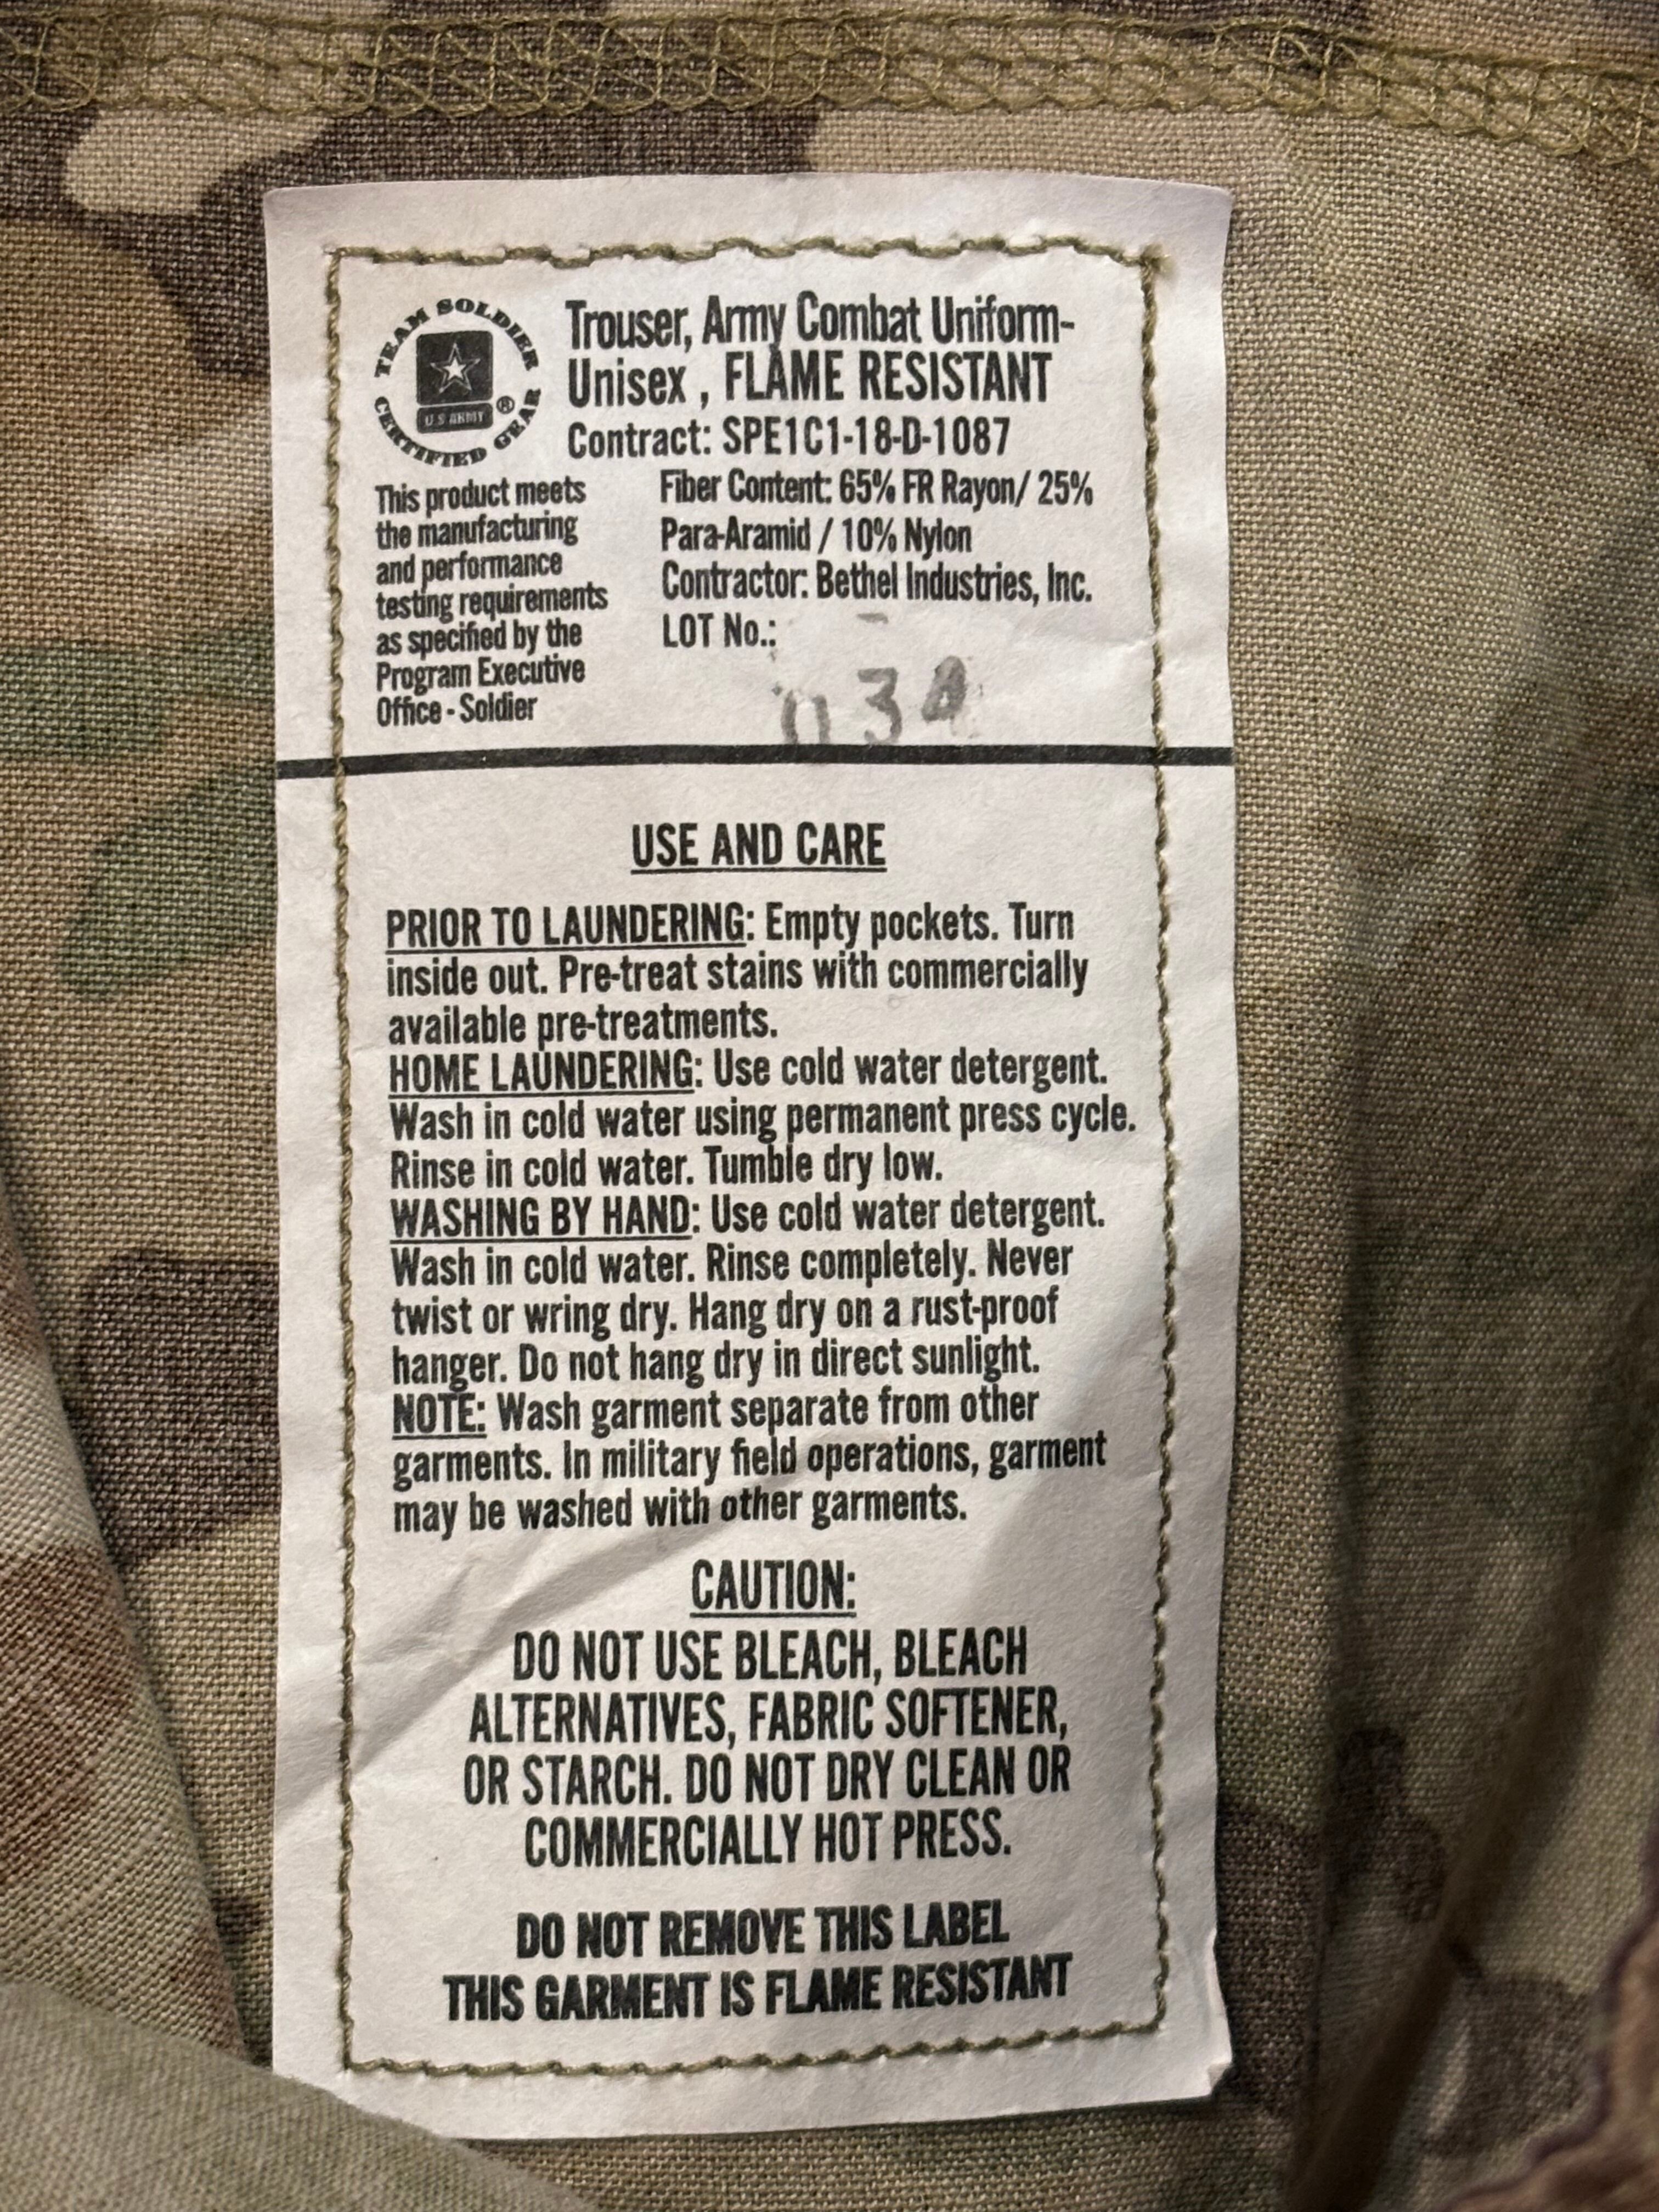 TEAM SOLDIER
U.S ARMY ®
CERTIFIED GEAR
Trouser, Army Combat Uniform-
Unisex , FLAME RESISTANT
Contract: SPE1C1-18-D-1087
This product meets
the manufacturing
and performance
testing requirements
as specified by the
Program Executive
Office - Soldier
Fiber Content: 65% FR Rayon/ 25%
Para-Aramid / 10% Nylon
Contractor: Bethel Industries, Inc.
LOT No.:
USE AND CARE
PRIOR TO LAUNDERING: Empty pockets. Turn
inside out. Pre-treat stains with commercially
available pre-treatments.
HOME LAUNDERING: Use cold water detergent.
Wash in cold water using permanent press cycle.
Rinse in cold water. Tumble dry low.
WASHING BY HAND: Use cold water detergent.
Wash in cold water. Rinse completely. Never
twist or wring dry. Hang dry on a rust-proof
hanger. Do not hang dry in direct sunlight.
NOTE: Wash garment separate from other
garments. In military field operations, garment
may be washed with other garments.
CAUTION:
DO NOT USE BLEACH, BLEACH
ALTERNATIVES, FABRIC SOFTENER,
OR STARCH. DO NOT DRY CLEAN OR
COMMERCIALLY HOT PRESS.
DO NOT REMOVE THIS LABEL
THIS GARMENT IS FLAME RESISTANT